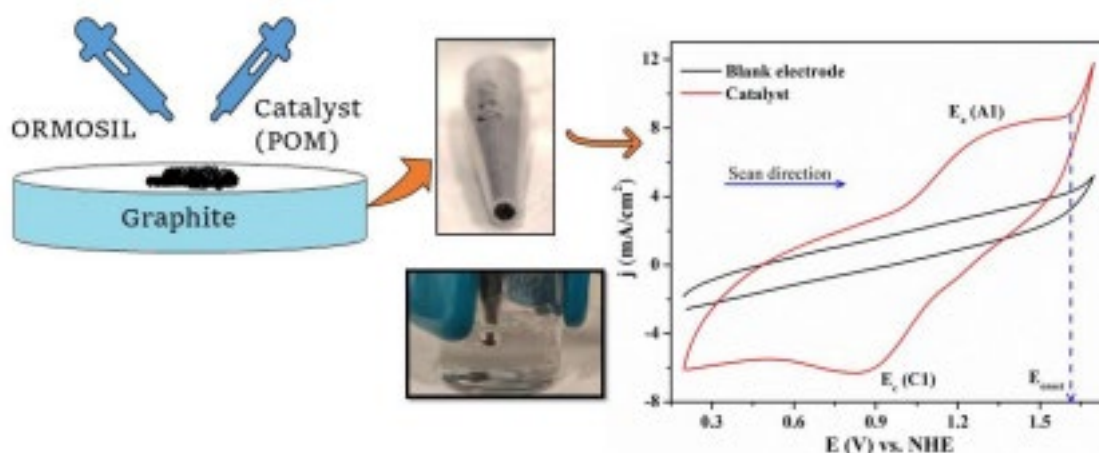 ORMOSIL
Catalyst
(POM)
Graphite
12
8
4
0
-4
-8
j (mA/cm²)
Blank electrode
Catalyst
Eₐ (A1)
Scan direction
E꜀ (C1)
Eₒₙₛₑₜ
0.3
0.6
0.9
1.2
1.5
E (V) vs. NHE